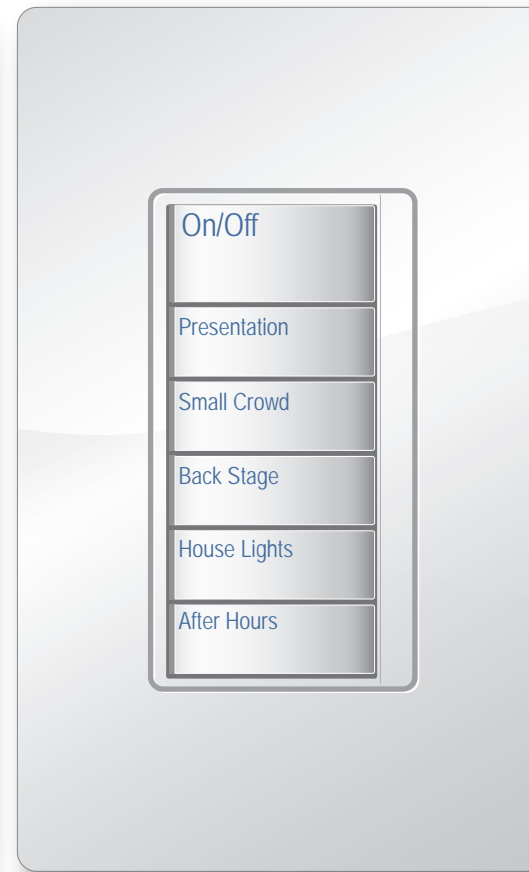 On/Off
Presentation
Small Crowd
Back Stage
House Lights
After Hours